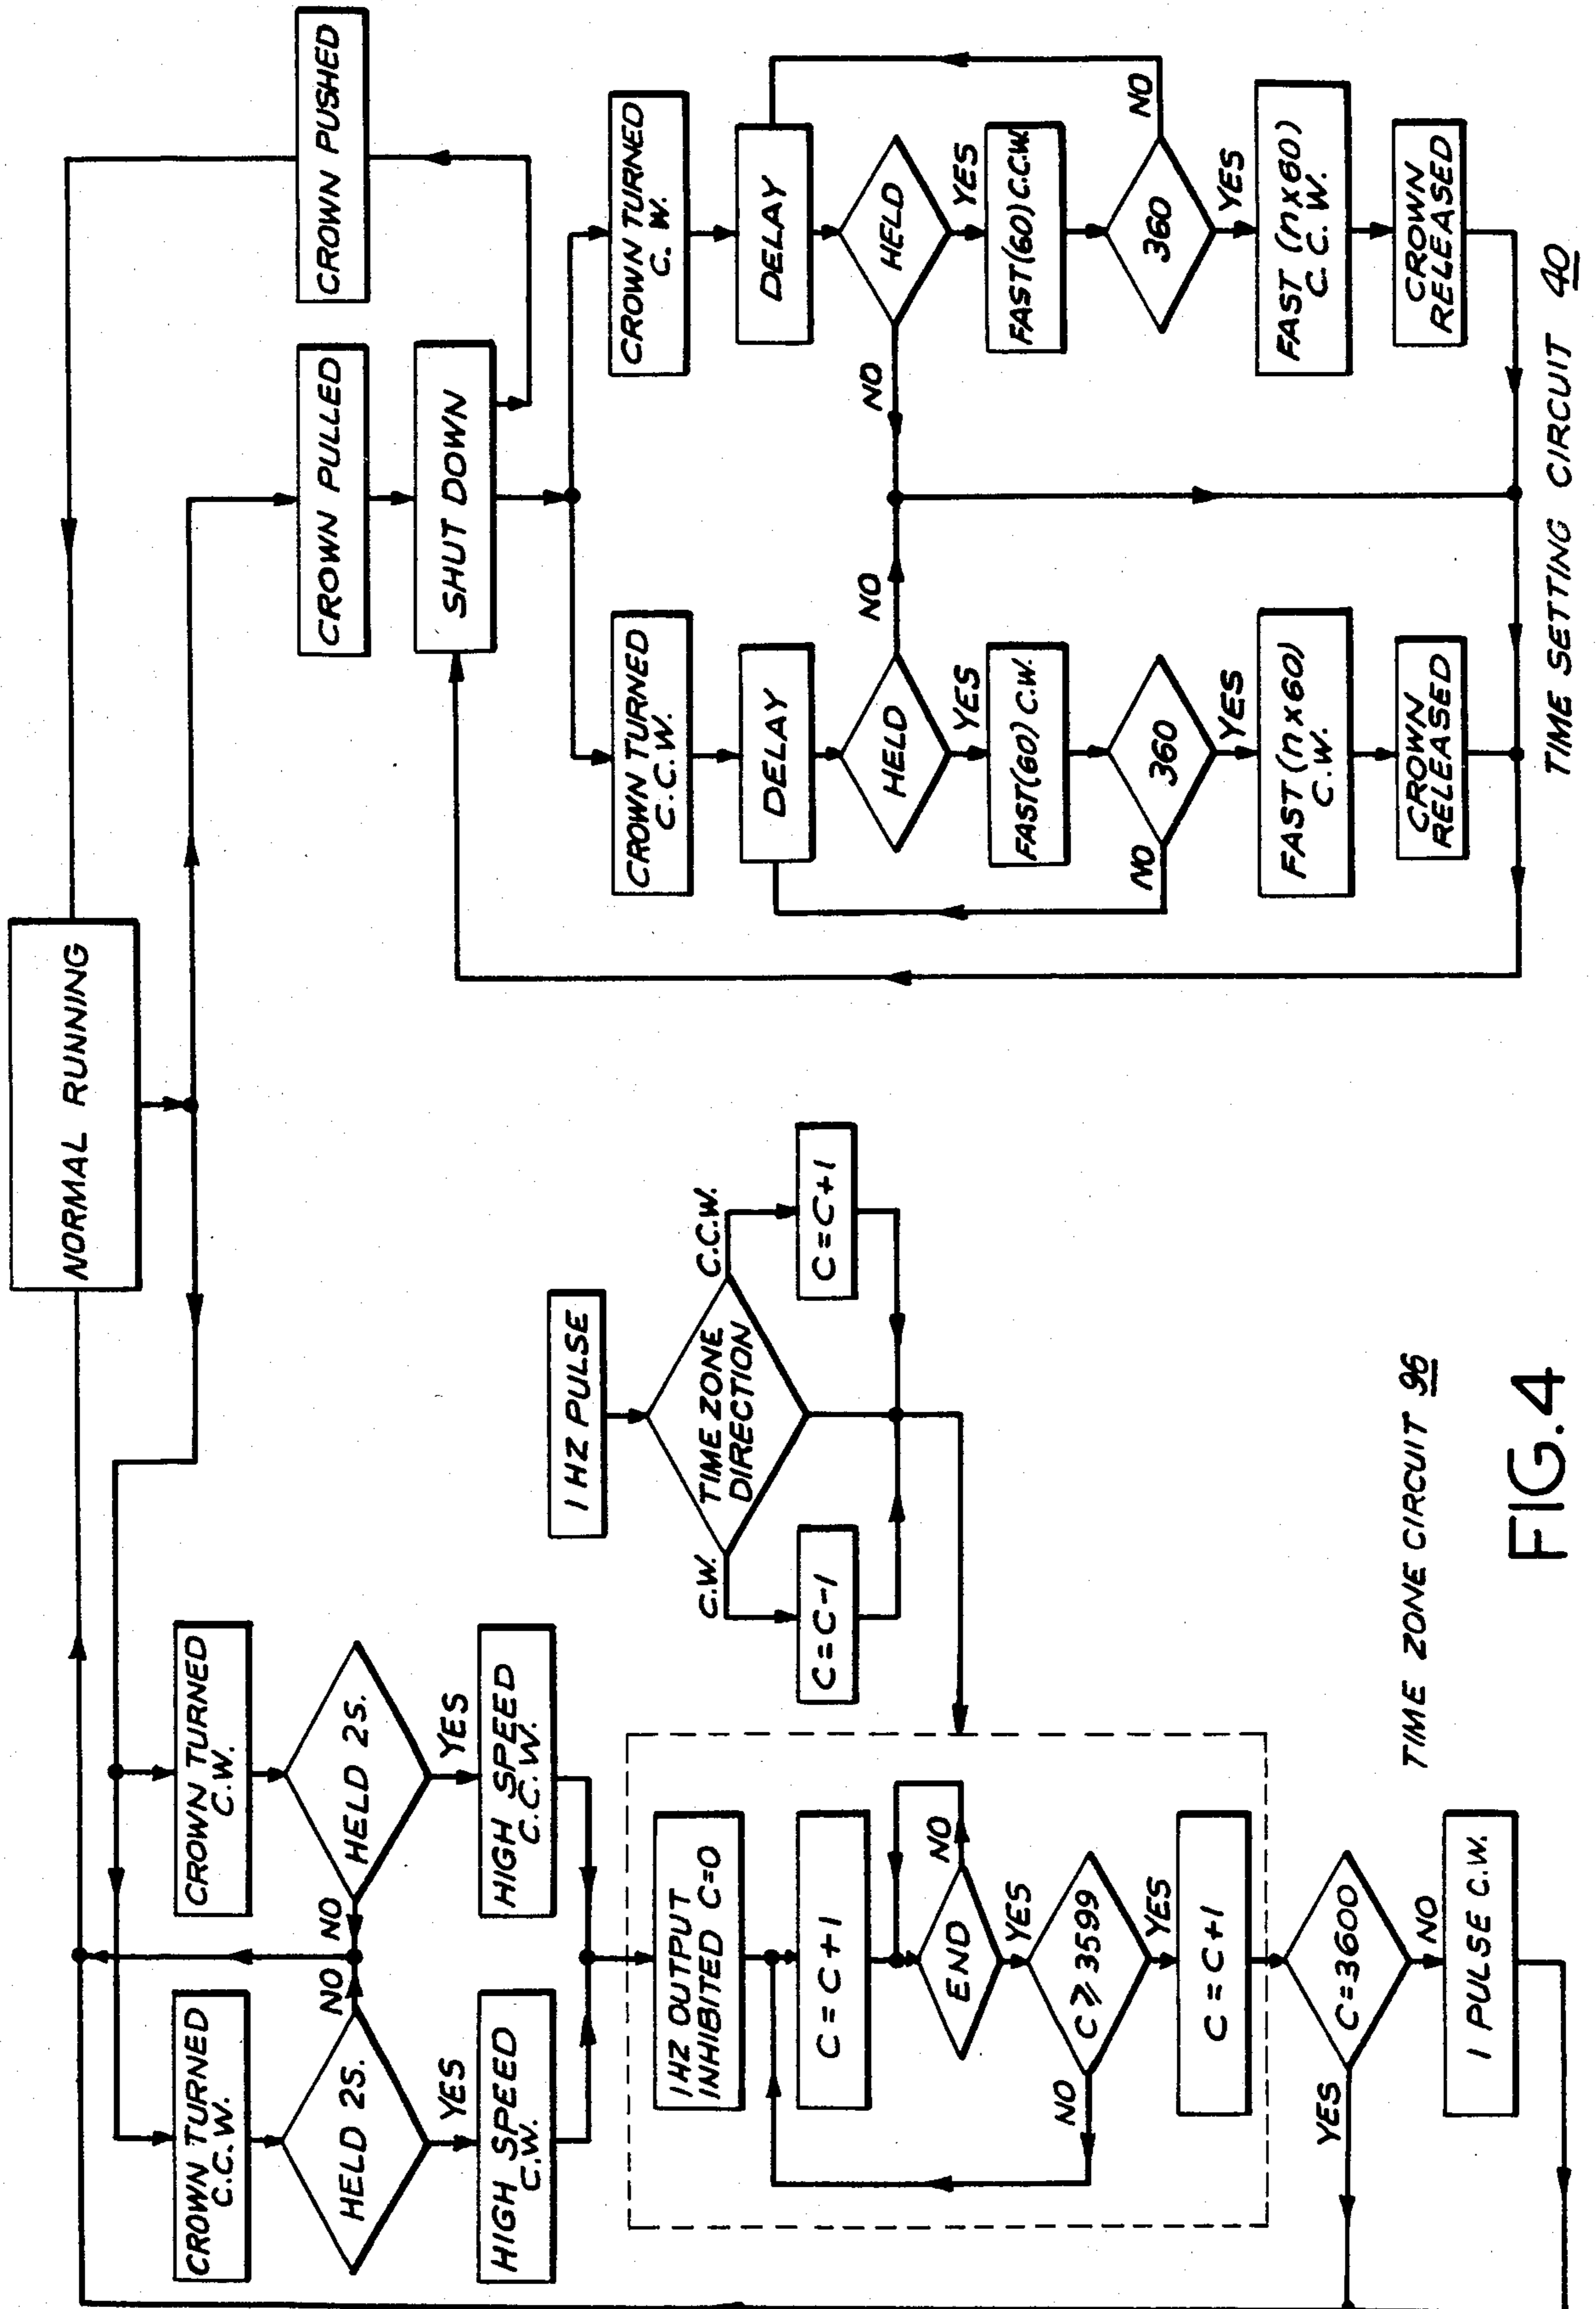 NORMAL RUNNING
CROWN PUSHED
CROWN PULLED
SHUT DOWN
CROWN TURNED
C.C.W.
CROWN TURNED
C.W.
HELD 2S.
NO
NO
HELD 2S.
YES
YES
HIGH SPEED
C.W.
HIGH SPEED
C.C.W.
1HZ OUTPUT
INHIBITED C=0
C=C+1
END
NO
YES
C⩾3599
NO
YES
C=C+1
C=3600
YES
NO
1 PULSE C.W.
1 HZ PULSE
TIME ZONE
DIRECTION
C.W.
C.C.W.
C=C-1
C=C+1
TIME ZONE CIRCUIT 96
CROWN TURNED
C.C.W.
CROWN TURNED
C.W.
DELAY
DELAY
HELD
NO
NO
HELD
YES
YES
FAST(60) C.W.
FAST(60) C.C.W.
360
360
NO
NO
YES
YES
FAST (n×60)
C.W.
FAST (n×60)
C.C.W.
CROWN
RELEASED
CROWN
RELEASED
TIME SETTING CIRCUIT 40
FIG.4